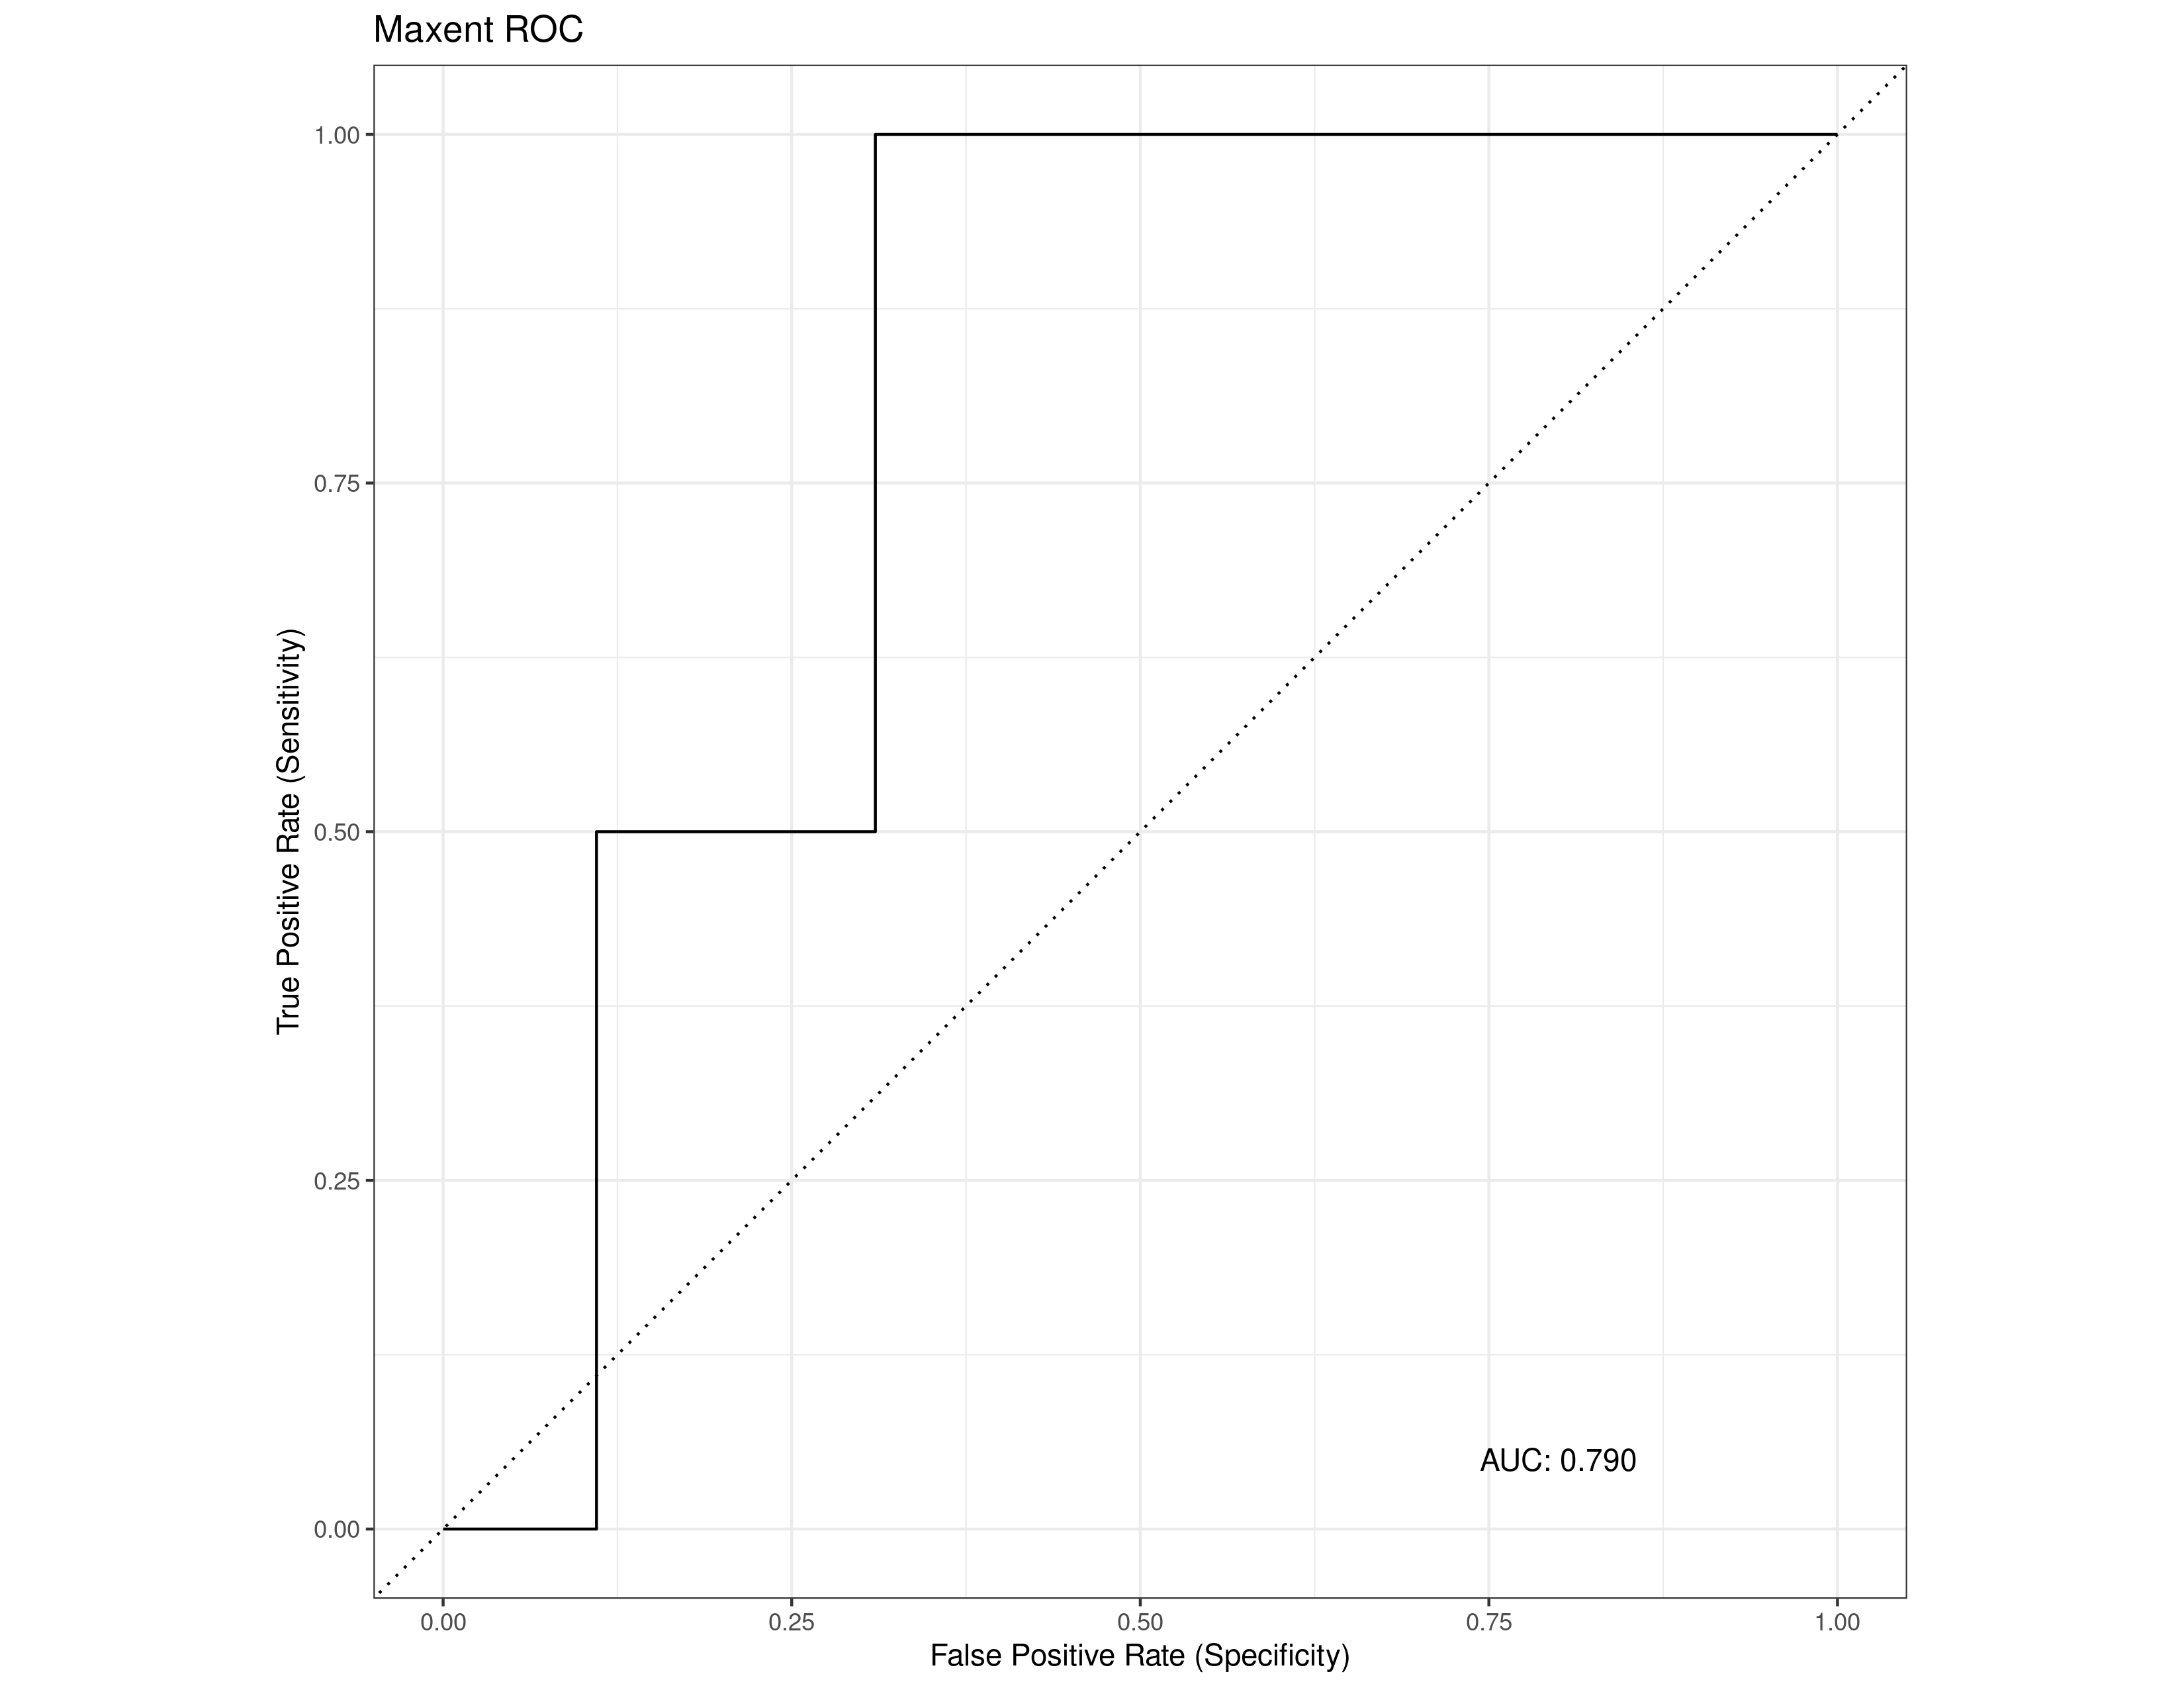 Maxent ROC
1.00
0.75
0.50
0.25
0.00
True Positive Rate (Sensitivity)
AUC: 0.790
0.00 0.25 0.50 0.75 1.00
False Positive Rate (Specificity)